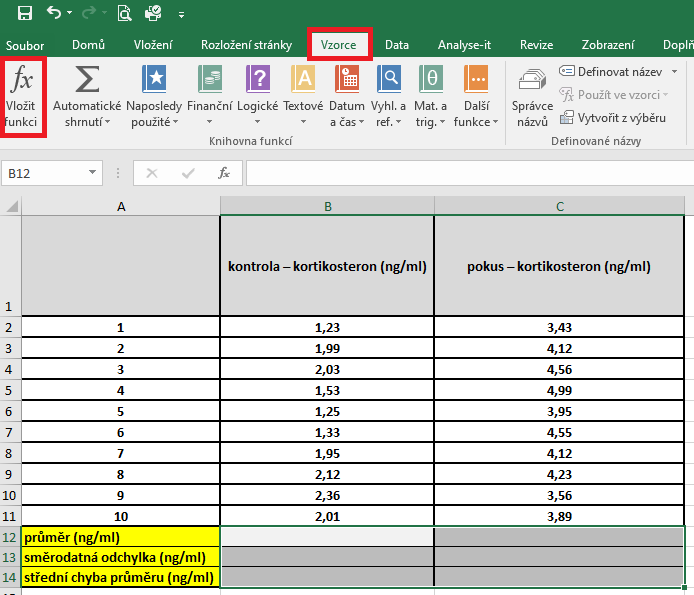 Soubor Domů Vložení Rozložení stránky Vzorce Data Analyse-it Revize Zobrazení Doplň
fx Vložit funkci
Σ Automatické shrnutí
Naposledy použité
Finanční
? Logické
A Textové
Datum a čas
Vyhl. a ref.
θ Mat. a trig.
Další funkce
Správce názvů
Definovat název
Použít ve vzorci
Vytvořit z výběru
Knihovna funkcí Definované názvy
B12 fx
A B C
1 kontrola – kortikosteron (ng/ml) pokus – kortikosteron (ng/ml)
2 1 1,23 3,43
3 2 1,99 4,12
4 3 2,03 4,56
5 4 1,53 4,99
6 5 1,25 3,95
7 6 1,33 4,55
8 7 1,95 4,12
9 8 2,12 4,23
10 9 2,36 3,56
11 10 2,01 3,89
12 průměr (ng/ml)
13 směrodatná odchylka (ng/ml)
14 střední chyba průměru (ng/ml)